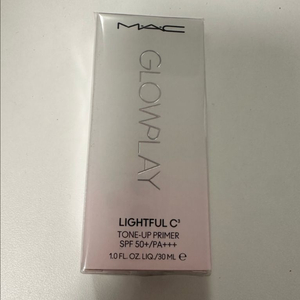 MAC
GLOWPLAY
LIGHTFUL C³
TONE-UP PRIMER
SPF 50+/PA+++
1.0 FL. OZ. LIQ./30 ML ℮